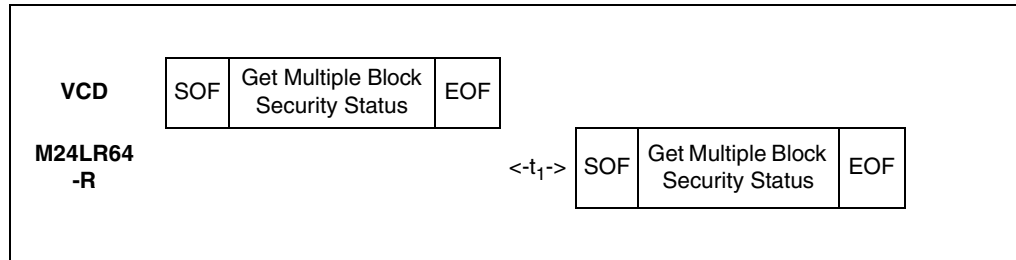 VCD
SOF
Get Multiple Block
Security Status
EOF
M24LR64
-R
<-t₁->
SOF
Get Multiple Block
Security Status
EOF